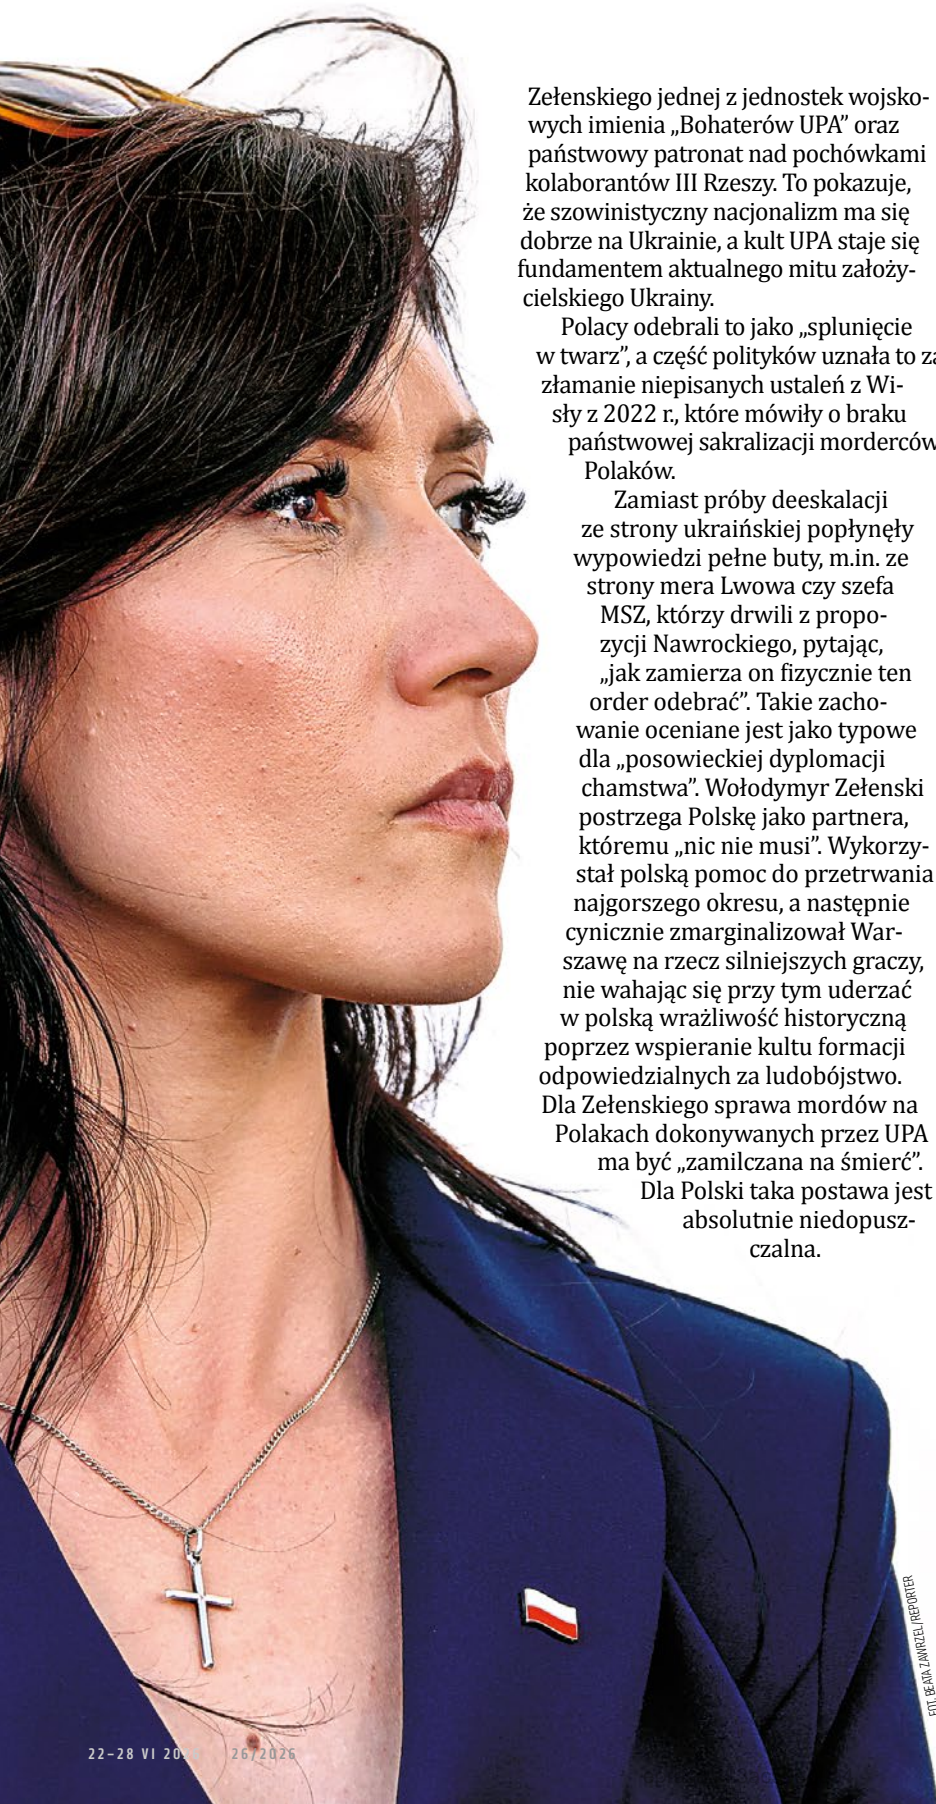 Zełenskiego jednej z jednostek wojsko-
wych imienia „Bohaterów UPA” oraz
państwowy patronat nad pochówkami
kolaborantów III Rzeszy. To pokazuje,
że szowinistyczny nacjonalizm ma się
dobrze na Ukrainie, a kult UPA staje się
fundamentem aktualnego mitu założy-
cielskiego Ukrainy.
Polacy odebrali to jako „splunięcie
w twarz”, a część polityków uznała to za
złamanie niepisanych ustaleń z Wi-
sły z 2022 r., które mówiły o braku
państwowej sakralizacji morderców
Polaków.
Zamiast próby deeskalacji
ze strony ukraińskiej popłynęły
wypowiedzi pełne buty, m.in. ze
strony mera Lwowa czy szefa
MSZ, którzy drwili z propo-
zycji Nawrockiego, pytając,
„jak zamierza on fizycznie ten
order odebrać”. Takie zacho-
wanie oceniane jest jako typowe
dla „posowieckiej dyplomacji
chamstwa”. Wołodymyr Zełenski
postrzega Polskę jako partnera,
któremu „nic nie musi”. Wykorzy-
stał polską pomoc do przetrwania
najgorszego okresu, a następnie
cynicznie zmarginalizował War-
szawę na rzecz silniejszych graczy,
nie wahając się przy tym uderzać
w polską wrażliwość historyczną
poprzez wspieranie kultu formacji
odpowiedzialnych za ludobójstwo.
Dla Zełenskiego sprawa mordów na
Polakach dokonywanych przez UPA
ma być „zamilczana na śmierć”.
Dla Polski taka postawa jest
absolutnie niedopusz-
czalna.
FOT. BEATA ZAWRZEL/REPORTER
22–28 VI 26/2026